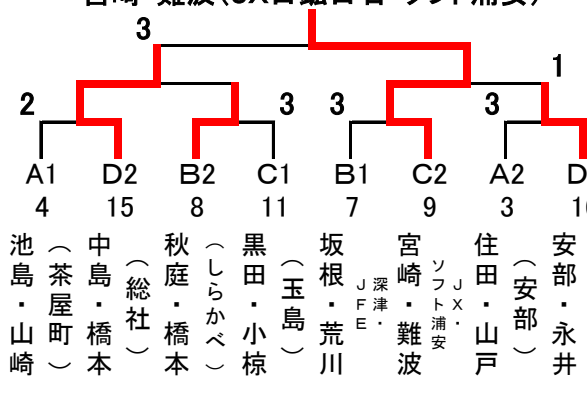 宮崎・難波(JX日鉱日石・ソフト浦安)
3
1
2
3
3
3
A1 D2 B2 C1 B1 C2 A2 D
4 15 8 11 7 9 3
池島・山崎
(茶屋町)
中島・橋本
(総社)
秋庭・橋本
(しらかべ)
黒田・小椋
(玉島)
坂根・荒川
深津・
JFE
宮崎・難波
JX・
ソフト浦安
住田・山戸
(安部)
安部・永井